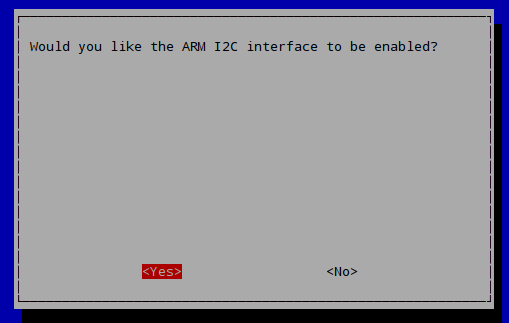 Would you like the ARM I2C interface to be enabled?
<Yes> <No>